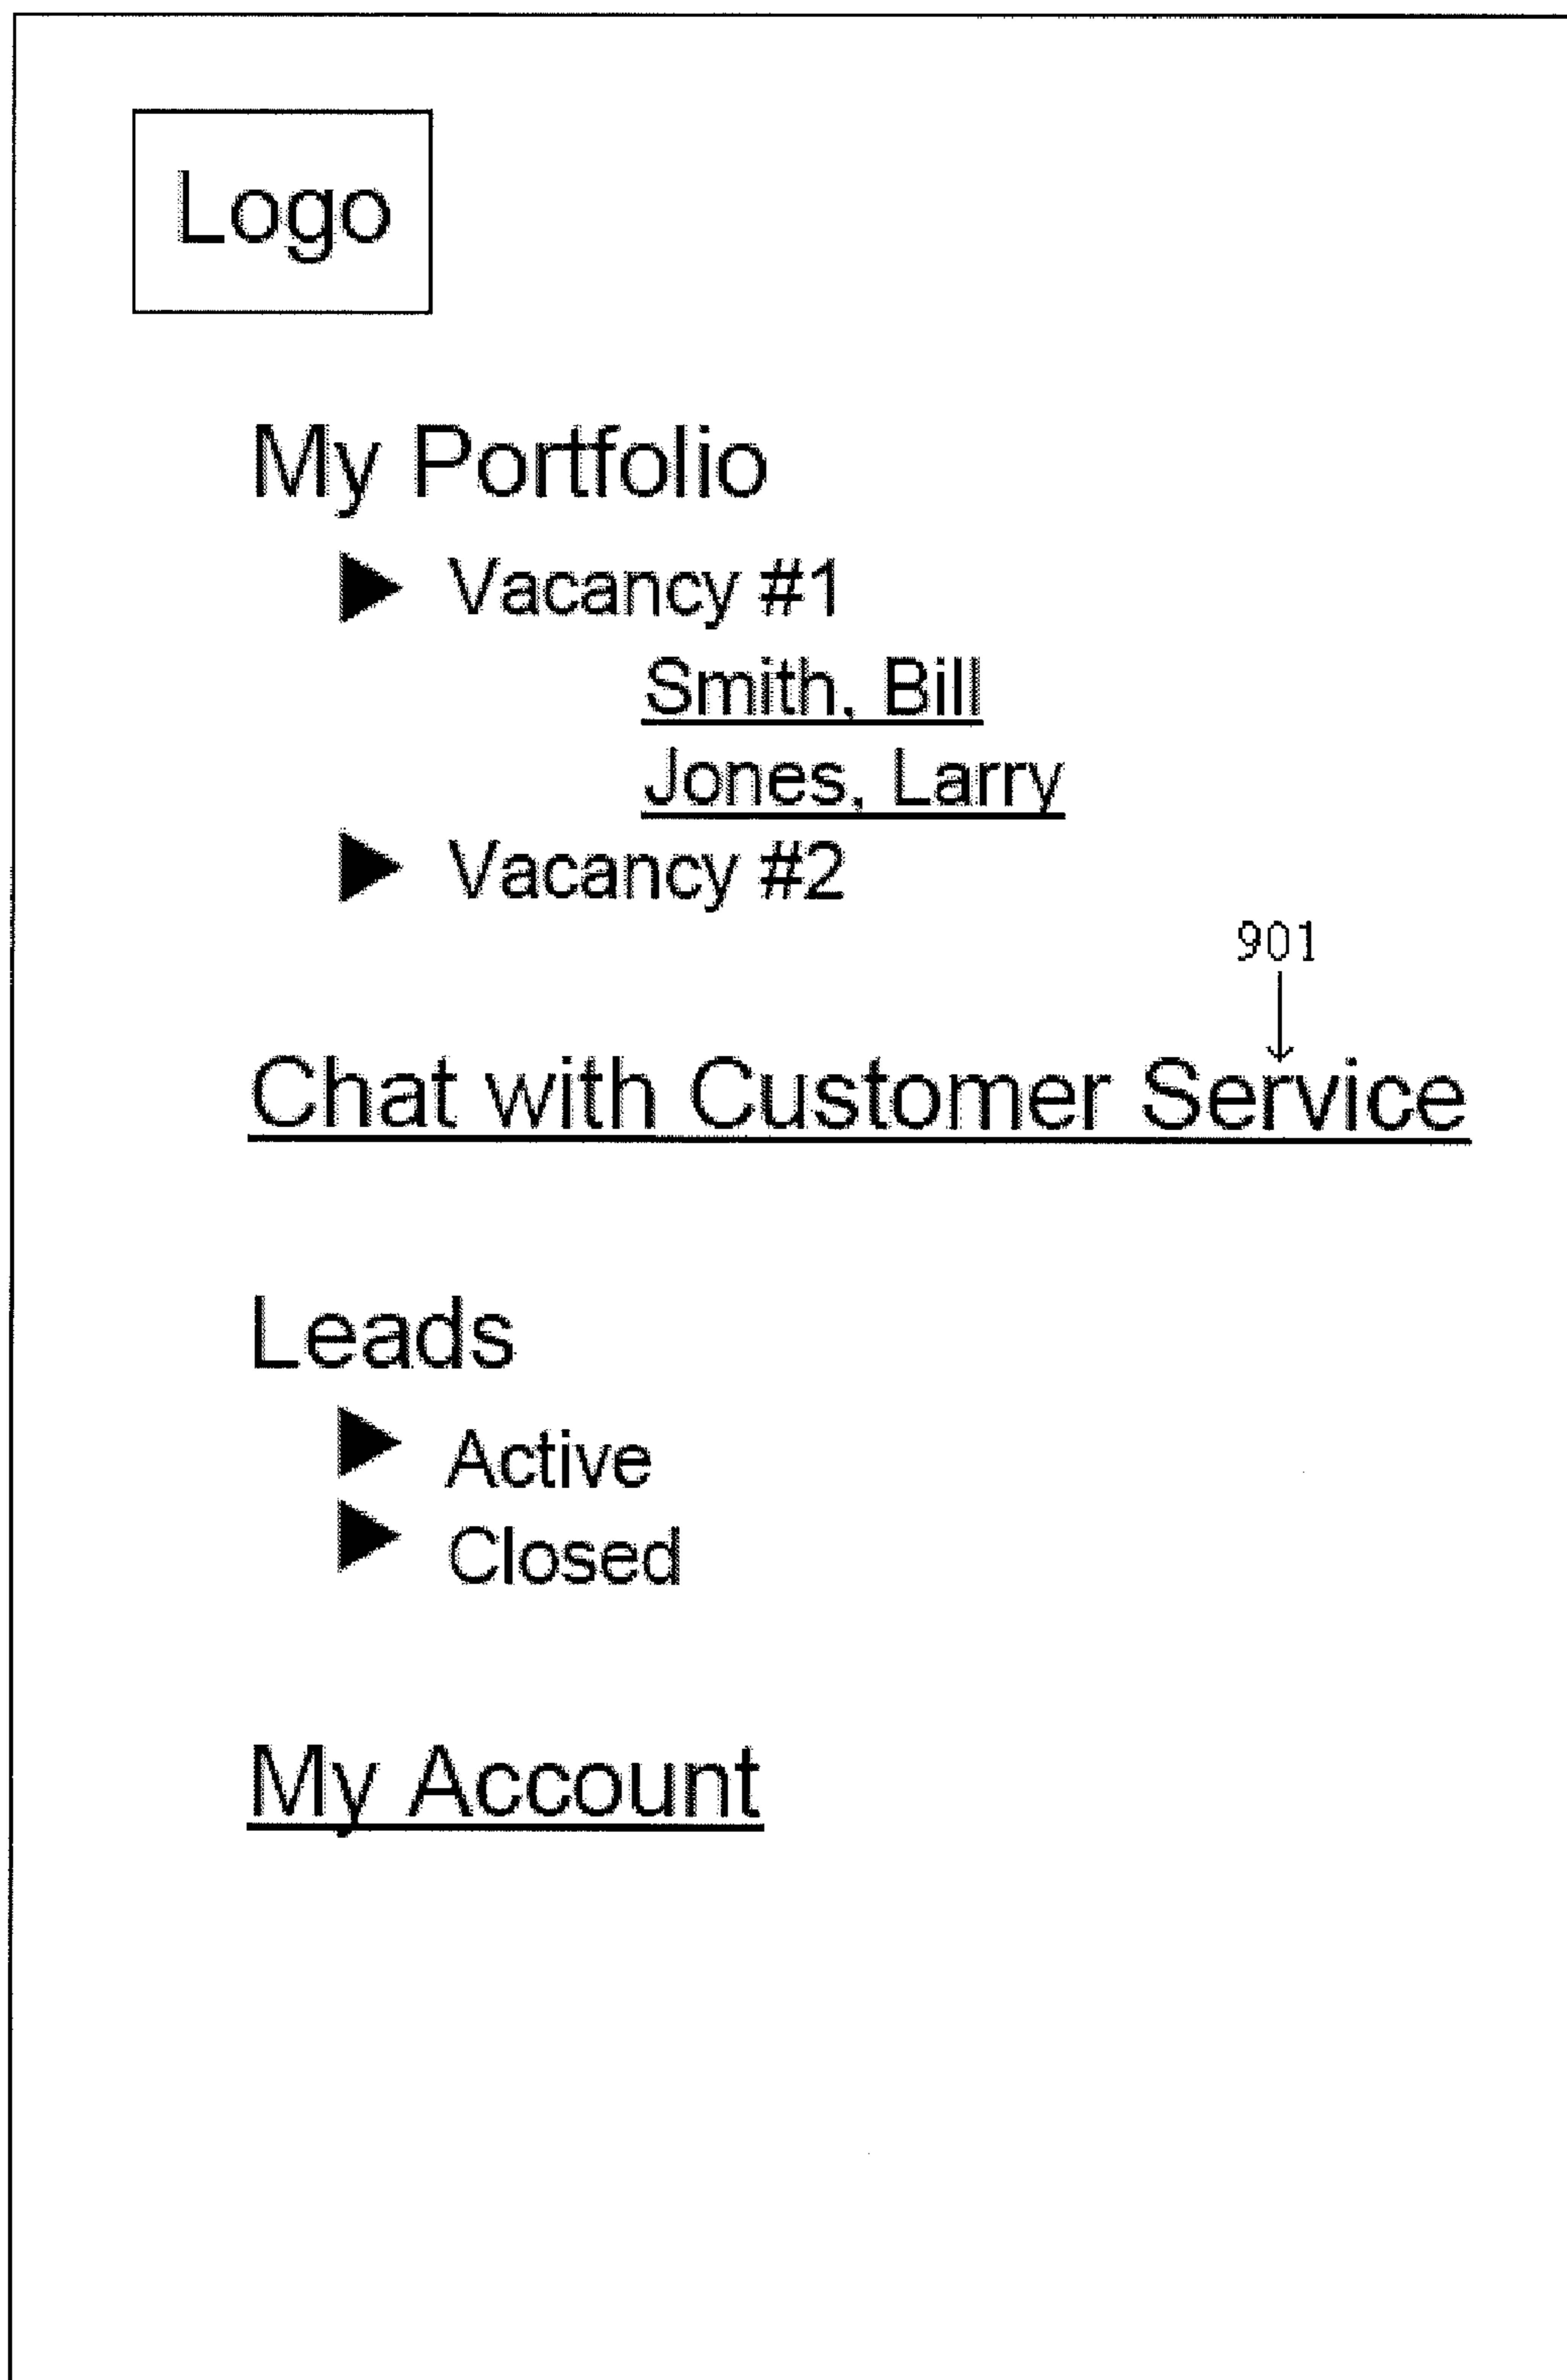 Logo
My Portfolio
Vacancy #1
Smith, Bill
Jones, Larry
Vacancy #2
901
Chat with Customer Service
Leads
Active
Closed
My Account